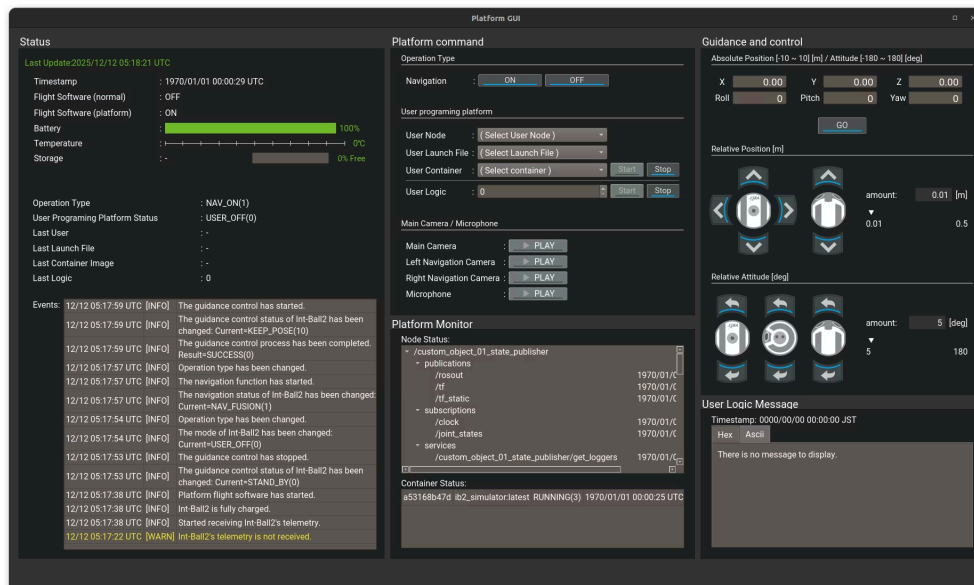 Platform GUI
Status
Last Update:2025/12/12 05:18:21 UTC
Timestamp : 1970/01/01 00:00:29 UTC
Flight Software (normal) : OFF
Flight Software (platform) : ON
Battery : 100%
Temperature : 0℃
Storage : - 0% Free
Operation Type : NAV_ON(1)
User Programing Platform Status : USER_OFF(0)
Last User : -
Last Launch File : -
Last Container Image : -
Last Logic : 0
Events:
12/12 05:17:59 UTC [INFO] The guidance control has started.
12/12 05:17:59 UTC [INFO] The guidance control status of Int-Ball2 has been
changed: Current=KEEP_POSE(10)
12/12 05:17:59 UTC [INFO] The guidance control process has been completed.
Result=SUCCESS(0)
12/12 05:17:57 UTC [INFO] Operation type has been changed.
12/12 05:17:57 UTC [INFO] The navigation function has started.
12/12 05:17:57 UTC [INFO] The navigation status of Int-Ball2 has been changed:
Current=NAV_FUSION(1)
12/12 05:17:54 UTC [INFO] Operation type has been changed.
12/12 05:17:54 UTC [INFO] The mode of Int-Ball2 has been changed:
Current=USER_OFF(0)
12/12 05:17:53 UTC [INFO] The guidance control has stopped.
12/12 05:17:53 UTC [INFO] The guidance control status of Int-Ball2 has been
changed: Current=STAND_BY(0)
12/12 05:17:38 UTC [INFO] Platform flight software has started.
12/12 05:17:38 UTC [INFO] Int-Ball2 is fully charged.
12/12 05:17:38 UTC [INFO] Started receiving Int-Ball2's telemetry.
12/12 05:17:22 UTC [WARN] Int-Ball2's telemetry is not received.
Platform command
Operation Type
Navigation : ON OFF
User programing platform
User Node : ( Select User Node )
User Launch File : ( Select Launch File )
User Container : ( Select container ) Start Stop
User Logic : 0 Start Stop
Main Camera / Microphone
Main Camera : PLAY
Left Navigation Camera : PLAY
Right Navigation Camera : PLAY
Microphone : PLAY
Platform Monitor
Node Status:
/custom_object_01_state_publisher
publications
/rosout 1970/01/0
/tf 1970/01/0
/tf_static 1970/01/0
subscriptions
/clock 1970/01/0
/joint_states 1970/01/0
services
/custom_object_01_state_publisher/get_loggers 1970/01/0
Container Status:
a53168b47d ib2_simulator:latest RUNNING(3) 1970/01/01 00:00:25 UTC
Guidance and control
Absolute Position [-10 ~ 10] [m] / Attitude [-180 ~ 180] [deg]
X 0.00 Y 0.00 Z 0.00
Roll 0 Pitch 0 Yaw 0
GO
Relative Position [m]
amount: 0.01 [m]
0.01 0.5
Relative Attitude [deg]
amount: 5 [deg]
5 180
User Logic Message
Timestamp: 0000/00/00 00:00:00 JST
Hex Ascii
There is no message to display.